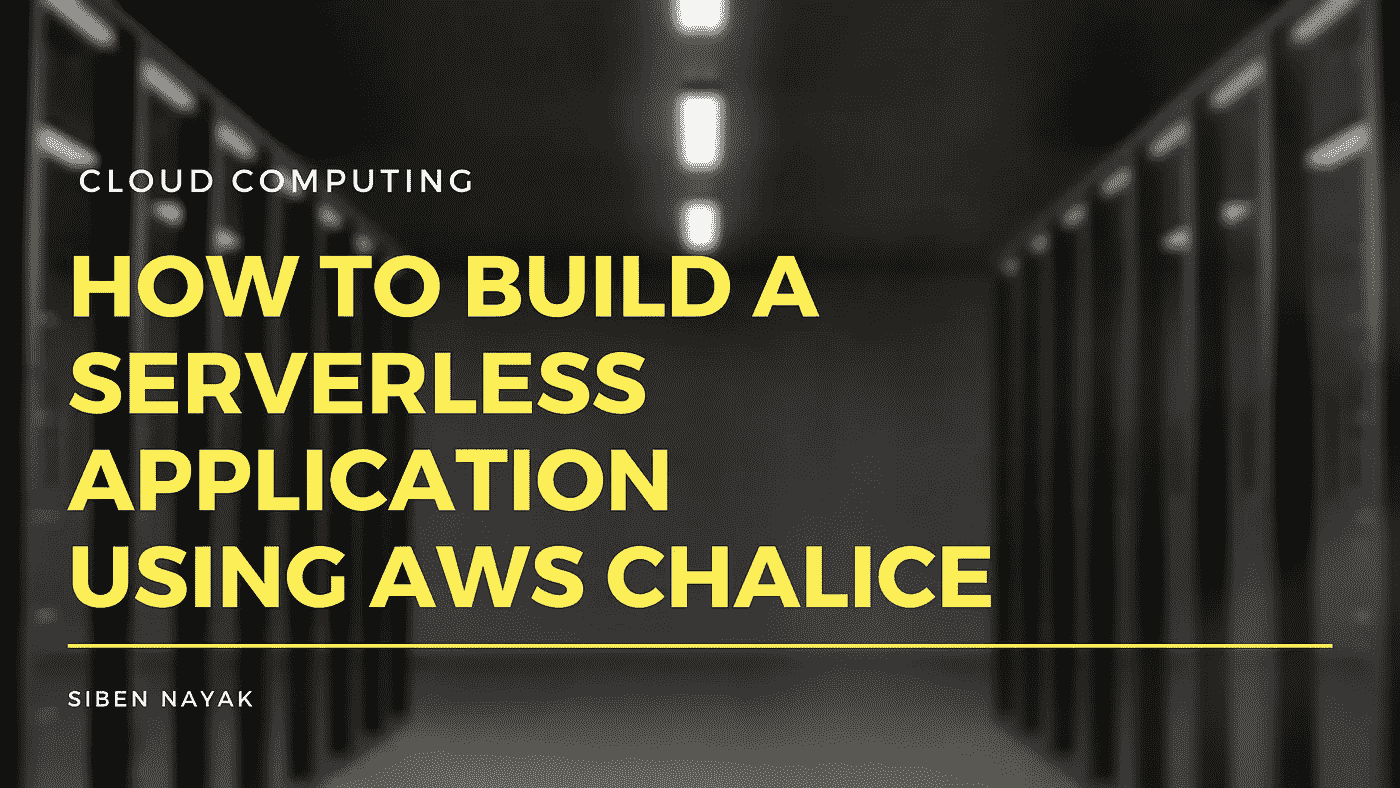 CLOUD COMPUTING
HOW TO BUILD A
SERVERLESS
APPLICATION
USING AWS CHALICE
SIBEN NAYAK